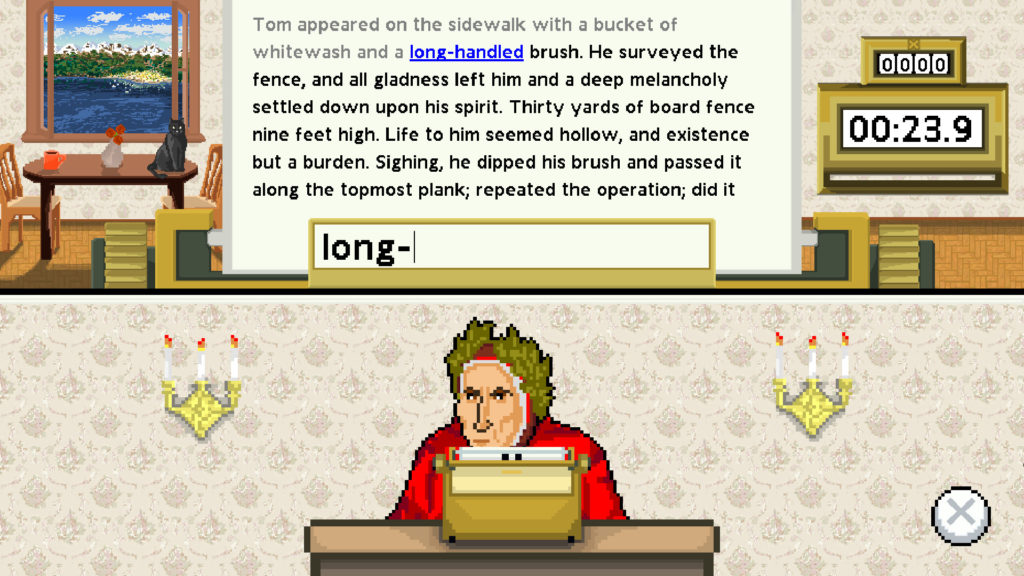 Tom appeared on the sidewalk with a bucket of
whitewash and a long-handled brush. He surveyed the
fence, and all gladness left him and a deep melancholy
settled down upon his spirit. Thirty yards of board fence
nine feet high. Life to him seemed hollow, and existence
but a burden. Sighing, he dipped his brush and passed it
along the topmost plank; repeated the operation; did it
0000
00:23.9
long-